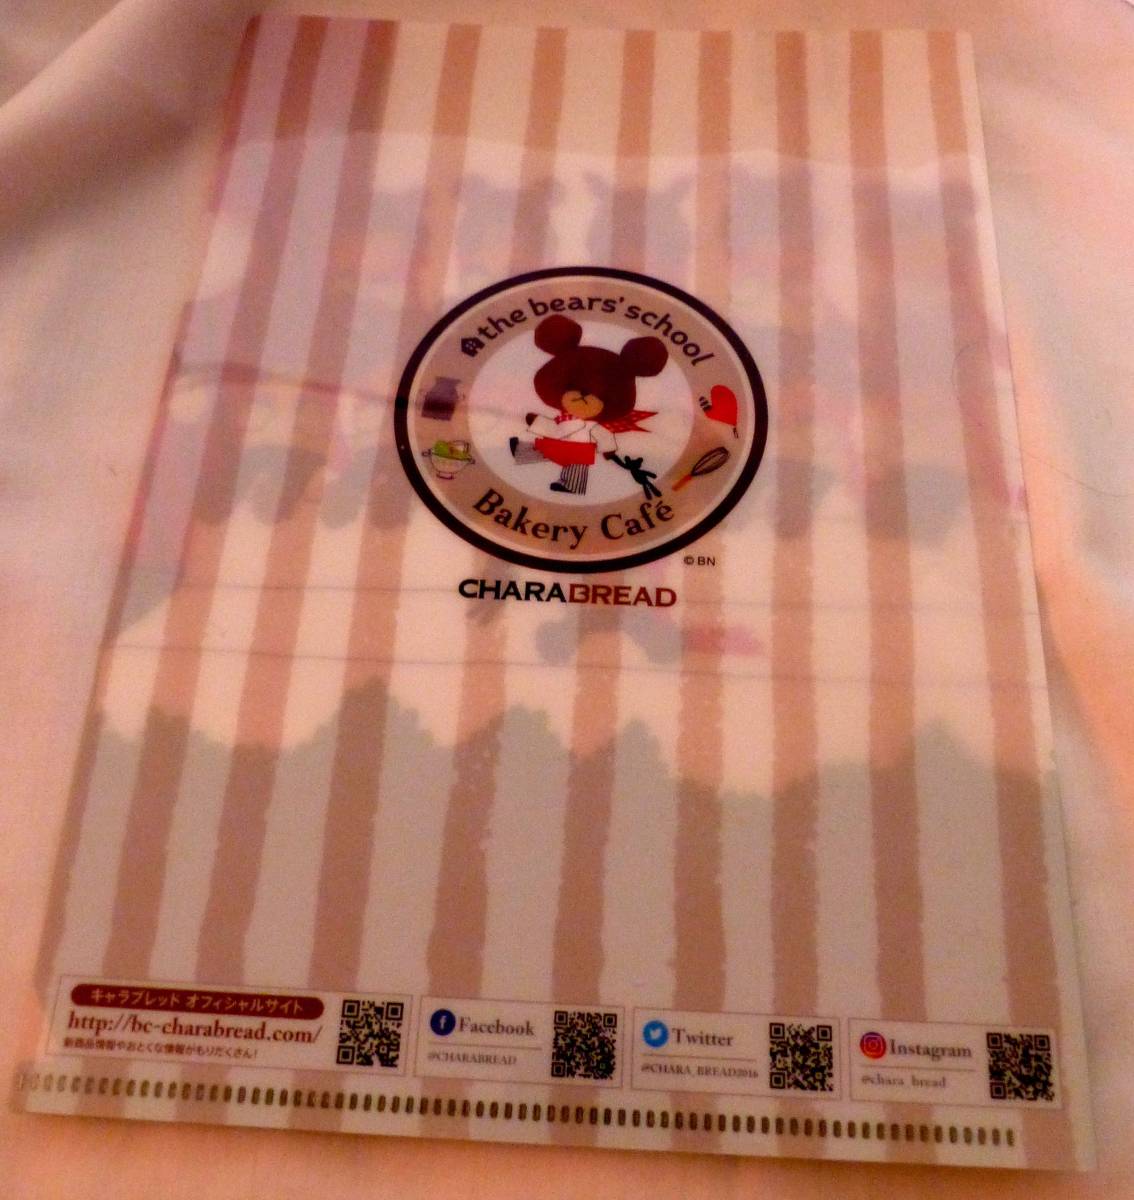 the bears' school
Bakery Café
© BN
CHARABREAD
キャラブレッド オフィシャルサイト
http://bc-charabread.com/
新商品情報やおとくな情報がもりだくさん!
Facebook
@CHARABREAD
Twitter
@CHARA_BREAD2016
Instagram
@chara_bread